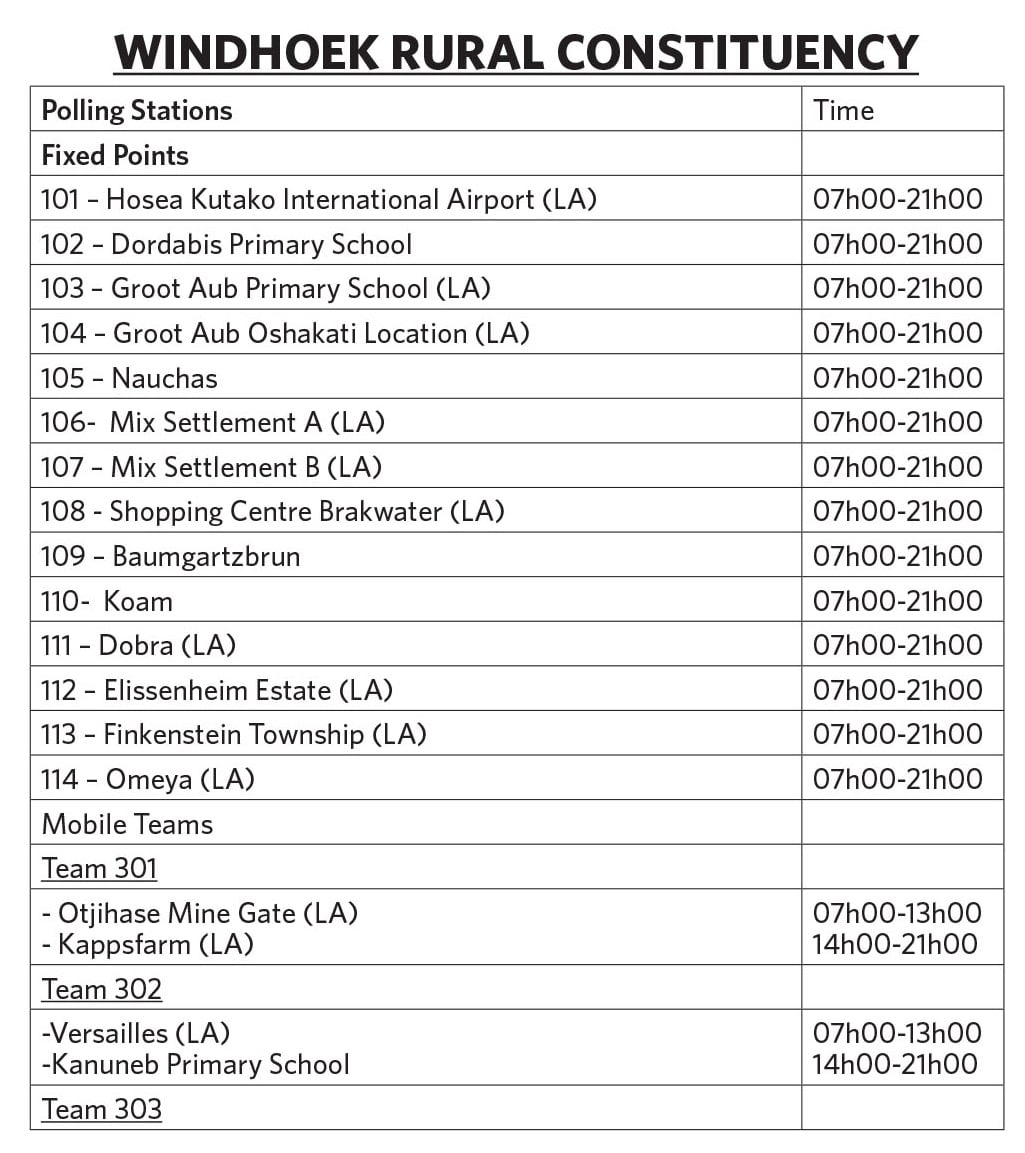 WINDHOEK RURAL CONSTITUENCY
Polling Stations Time
Fixed Points
101 – Hosea Kutako International Airport (LA) 07h00-21h00
102 – Dordabis Primary School 07h00-21h00
103 – Groot Aub Primary School (LA) 07h00-21h00
104 – Groot Aub Oshakati Location (LA) 07h00-21h00
105 – Nauchas 07h00-21h00
106- Mix Settlement A (LA) 07h00-21h00
107 – Mix Settlement B (LA) 07h00-21h00
108 - Shopping Centre Brakwater (LA) 07h00-21h00
109 – Baumgartzbrun 07h00-21h00
110- Koam 07h00-21h00
111 – Dobra (LA) 07h00-21h00
112 – Elissenheim Estate (LA) 07h00-21h00
113 – Finkenstein Township (LA) 07h00-21h00
114 – Omeya (LA) 07h00-21h00
Mobile Teams
Team 301
- Otjihase Mine Gate (LA) 07h00-13h00
- Kappsfarm (LA) 14h00-21h00
Team 302
-Versailles (LA) 07h00-13h00
-Kanuneb Primary School 14h00-21h00
Team 303